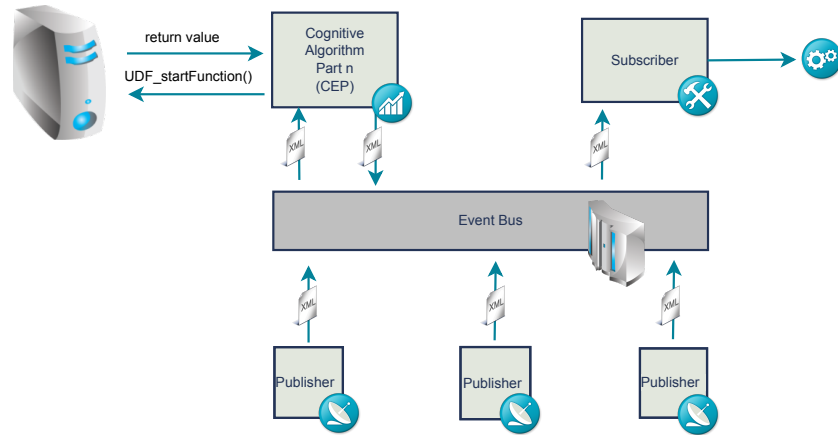 return value
UDF_startFunction()
Cognitive
Algorithm
Part n
(CEP)
Subscriber
XML
XML
XML
Event Bus
XML
XML
XML
Publisher
Publisher
Publisher